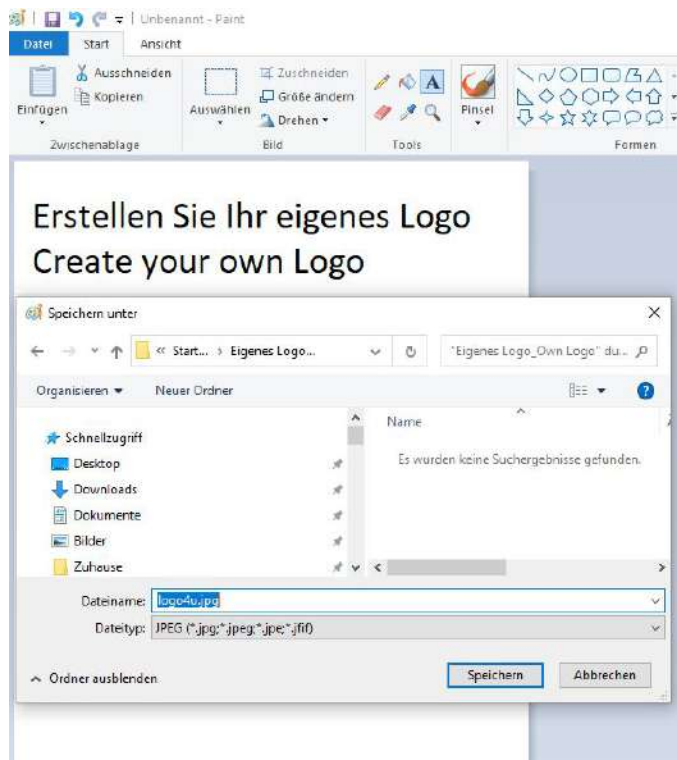 Unbenannt - Paint
Datei Start Ansicht
Einfügen
Ausschneiden
Kopieren
Zwischenablage
Auswählen
Zuschneiden
Größe ändern
Drehen
Bild
A
Tools
Pinsel
Formen
Erstellen Sie Ihr eigenes Logo
Create your own Logo
Speichern unter
« Start... › Eigenes Logo...
"Eigenes Logo_Own Logo" du...
Organisieren Neuer Ordner
?
Schnellzugriff
Desktop
Downloads
Dokumente
Bilder
Zuhause
Name
Es wurden keine Suchergebnisse gefunden.
Dateiname: logo4u.jpg
Dateityp: JPEG (*.jpg;*.jpeg;*.jpe;*.jfif)
Ordner ausblenden
Speichern Abbrechen